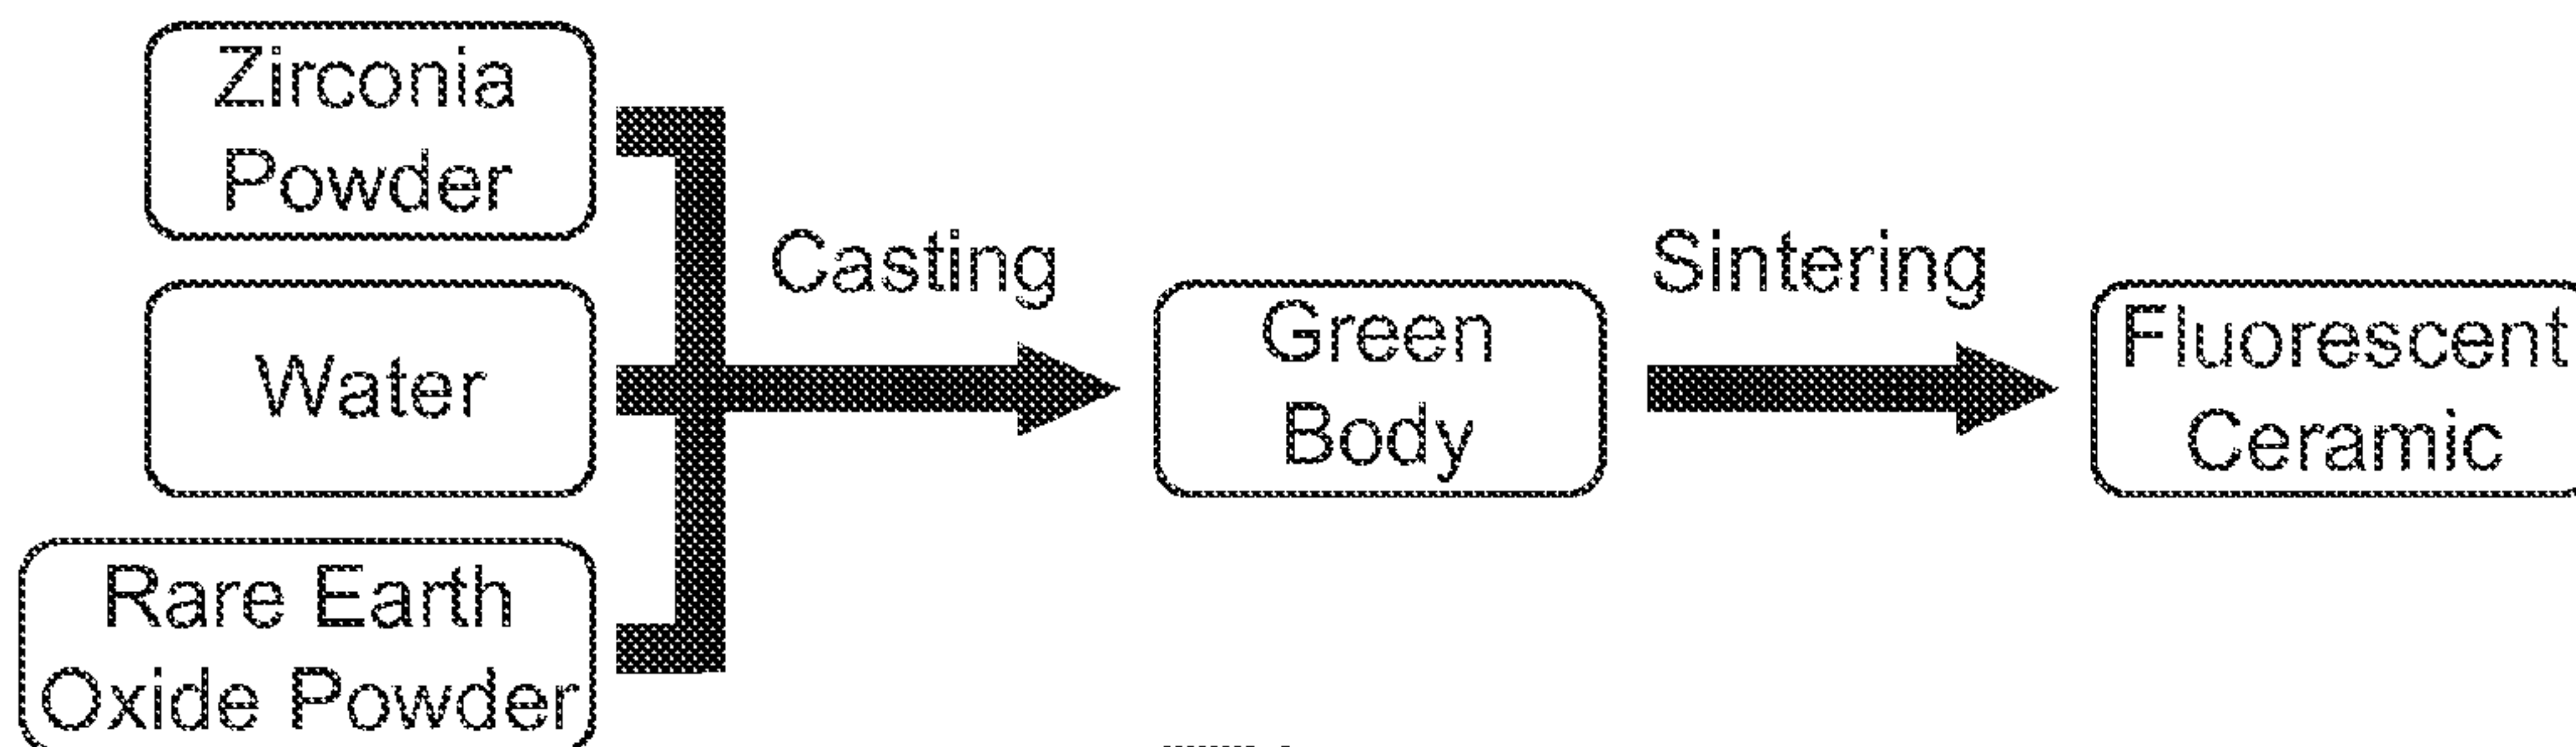 Zirconia
Powder
Water
Rare Earth
Oxide Powder
Casting
Green
Body
Sintering
Fluorescent
Ceramic